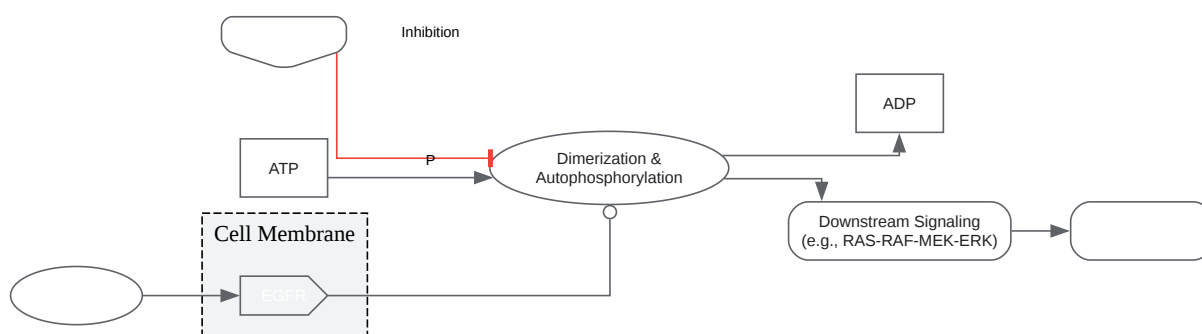 Inhibition
ADP
P
ATP
Dimerization &
Autophosphorylation
Downstream Signaling
(e.g., RAS-RAF-MEK-ERK)
Cell Membrane
EGFR